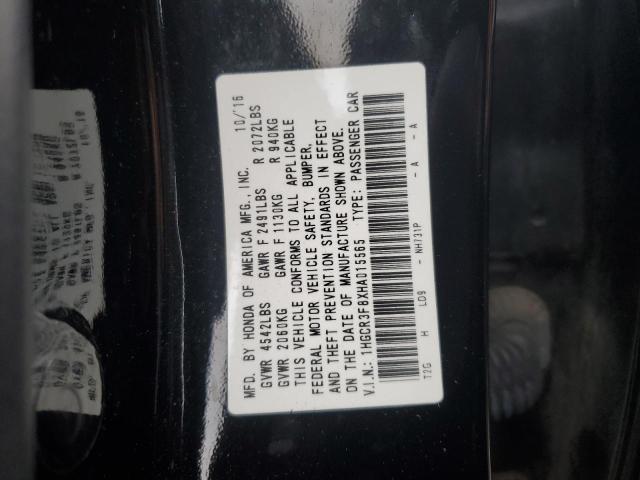 MFD. BY HONDA OF AMERICA MFG., INC. 10/'16
GVWR 4542LBS GAWR F 2491LBS R 2072LBS
GVWR 2060KG GAWR F 1130KG R 940KG
THIS VEHICLE CONFORMS TO ALL APPLICABLE
FEDERAL MOTOR VEHICLE SAFETY, BUMPER,
AND THEFT PREVENTION STANDARDS IN EFFECT
ON THE DATE OF MANUFACTURE SHOWN ABOVE.
V.I.N.: 1HGCR3F8XHA015565 TYPE: PASSENGER CAR
T2G H LD9 - NH731P - A - A